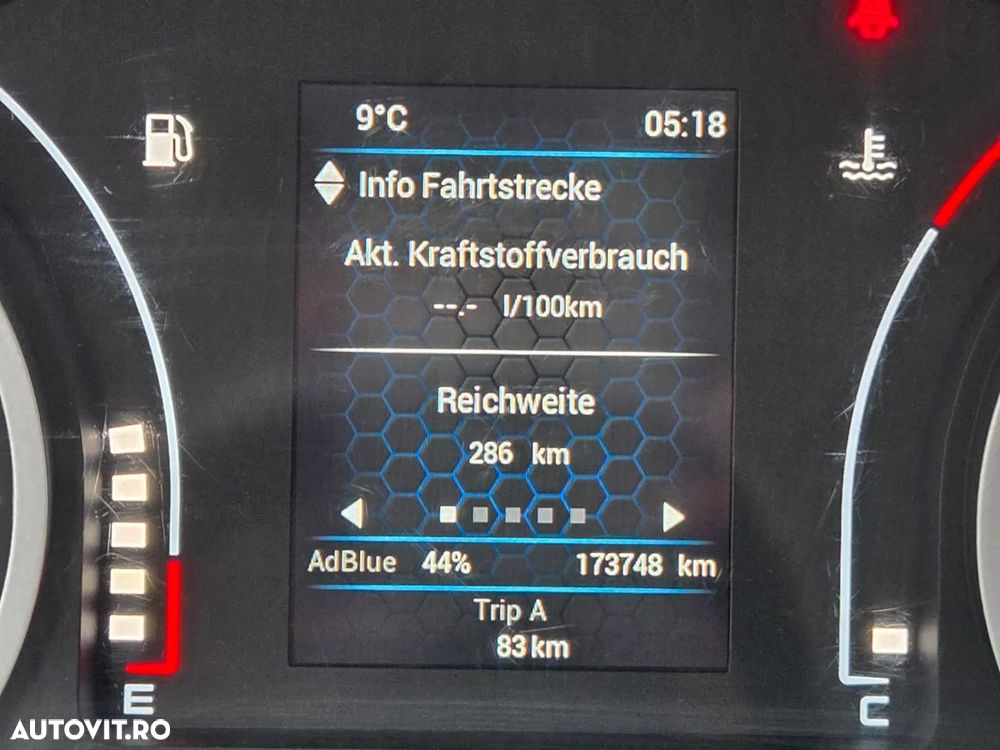 9°C 05:18
Info Fahrtstrecke
Akt. Kraftstoffverbrauch
--.- l/100km
Reichweite
286 km
AdBlue 44% 173748 km
Trip A
83 km
E
C
AUTOVIT.RO